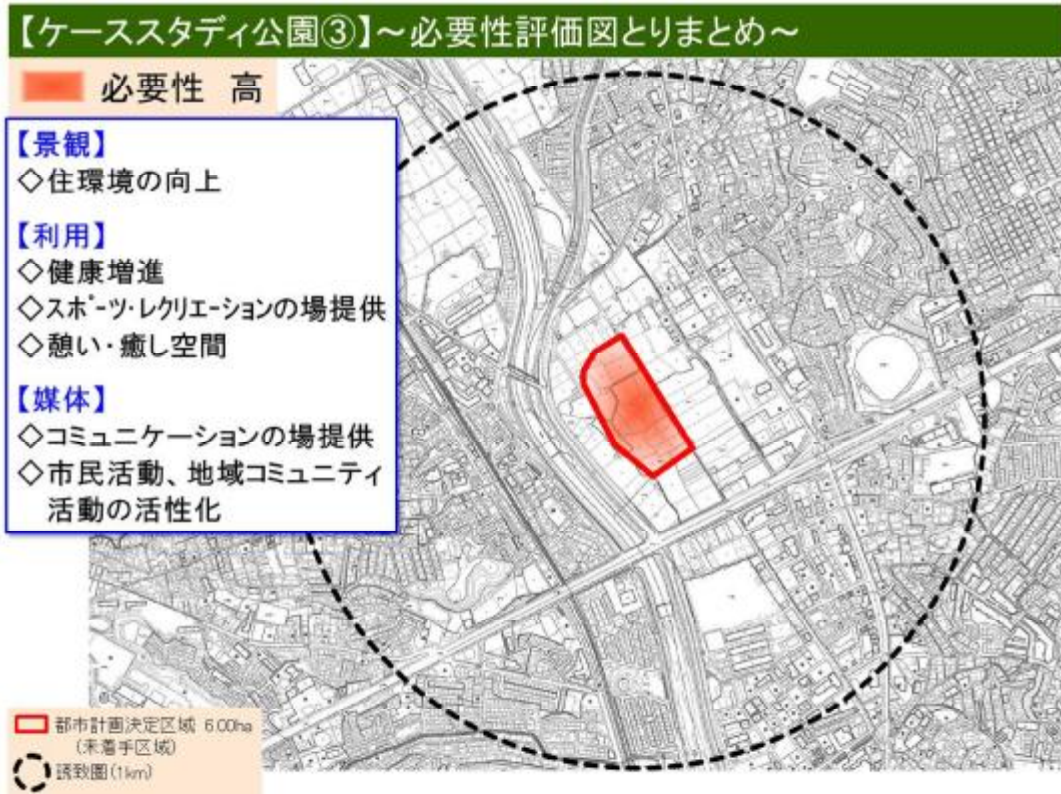 【ケーススタディ公園③】~必要性評価図とりまとめ~
必要性 高
【景観】
◇住環境の向上
【利用】
◇健康増進
◇スポーツ・レクリエーションの場提供
◇憩い・癒し空間
【媒体】
◇コミュニケーションの場提供
◇市民活動、地域コミュニティ
活動の活性化
都市計画決定区域 6.00ha
(未着手区域)
誘致圏(1km)